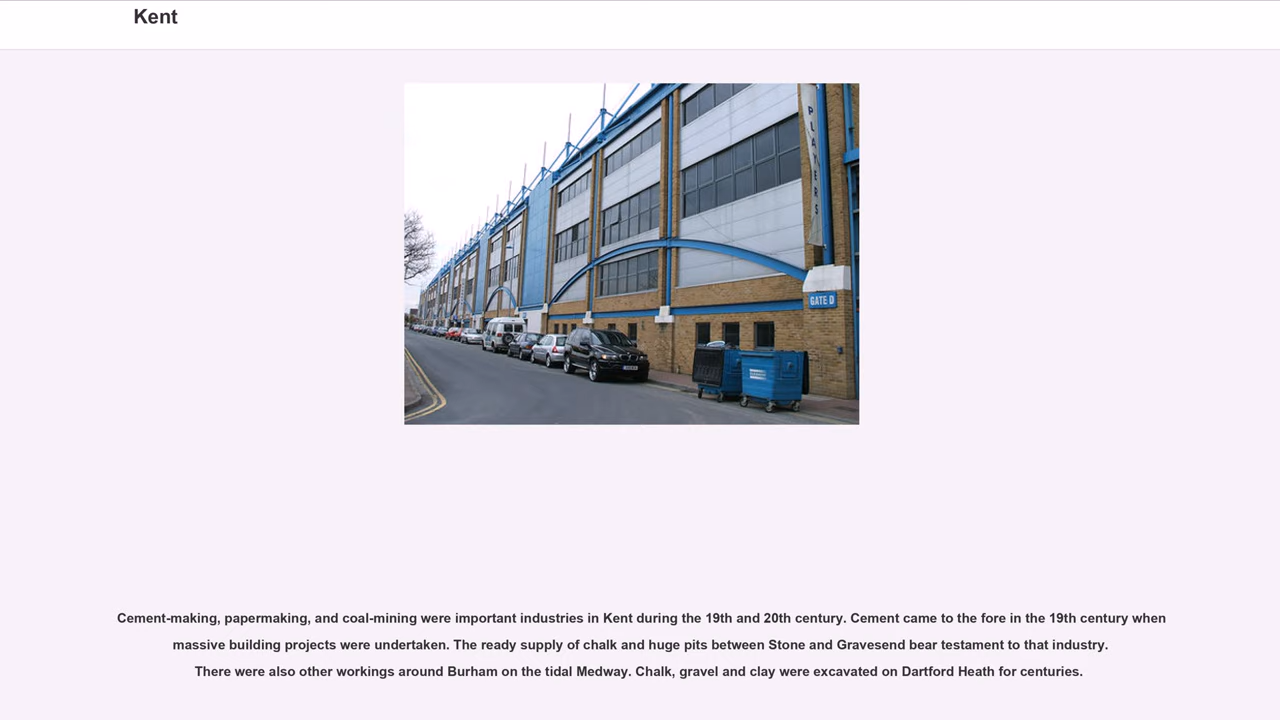 Kent
PLAYERS
GATE D
Cement-making, papermaking, and coal-mining were important industries in Kent during the 19th and 20th century. Cement came to the fore in the 19th century when
massive building projects were undertaken. The ready supply of chalk and huge pits between Stone and Gravesend bear testament to that industry.
There were also other workings around Burham on the tidal Medway. Chalk, gravel and clay were excavated on Dartford Heath for centuries.